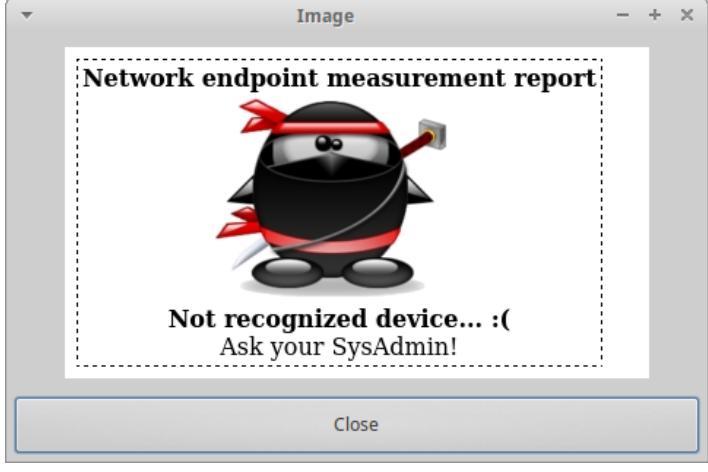 Image
Network endpoint measurement report
Not recognized device... :(
Ask your SysAdmin!
Close